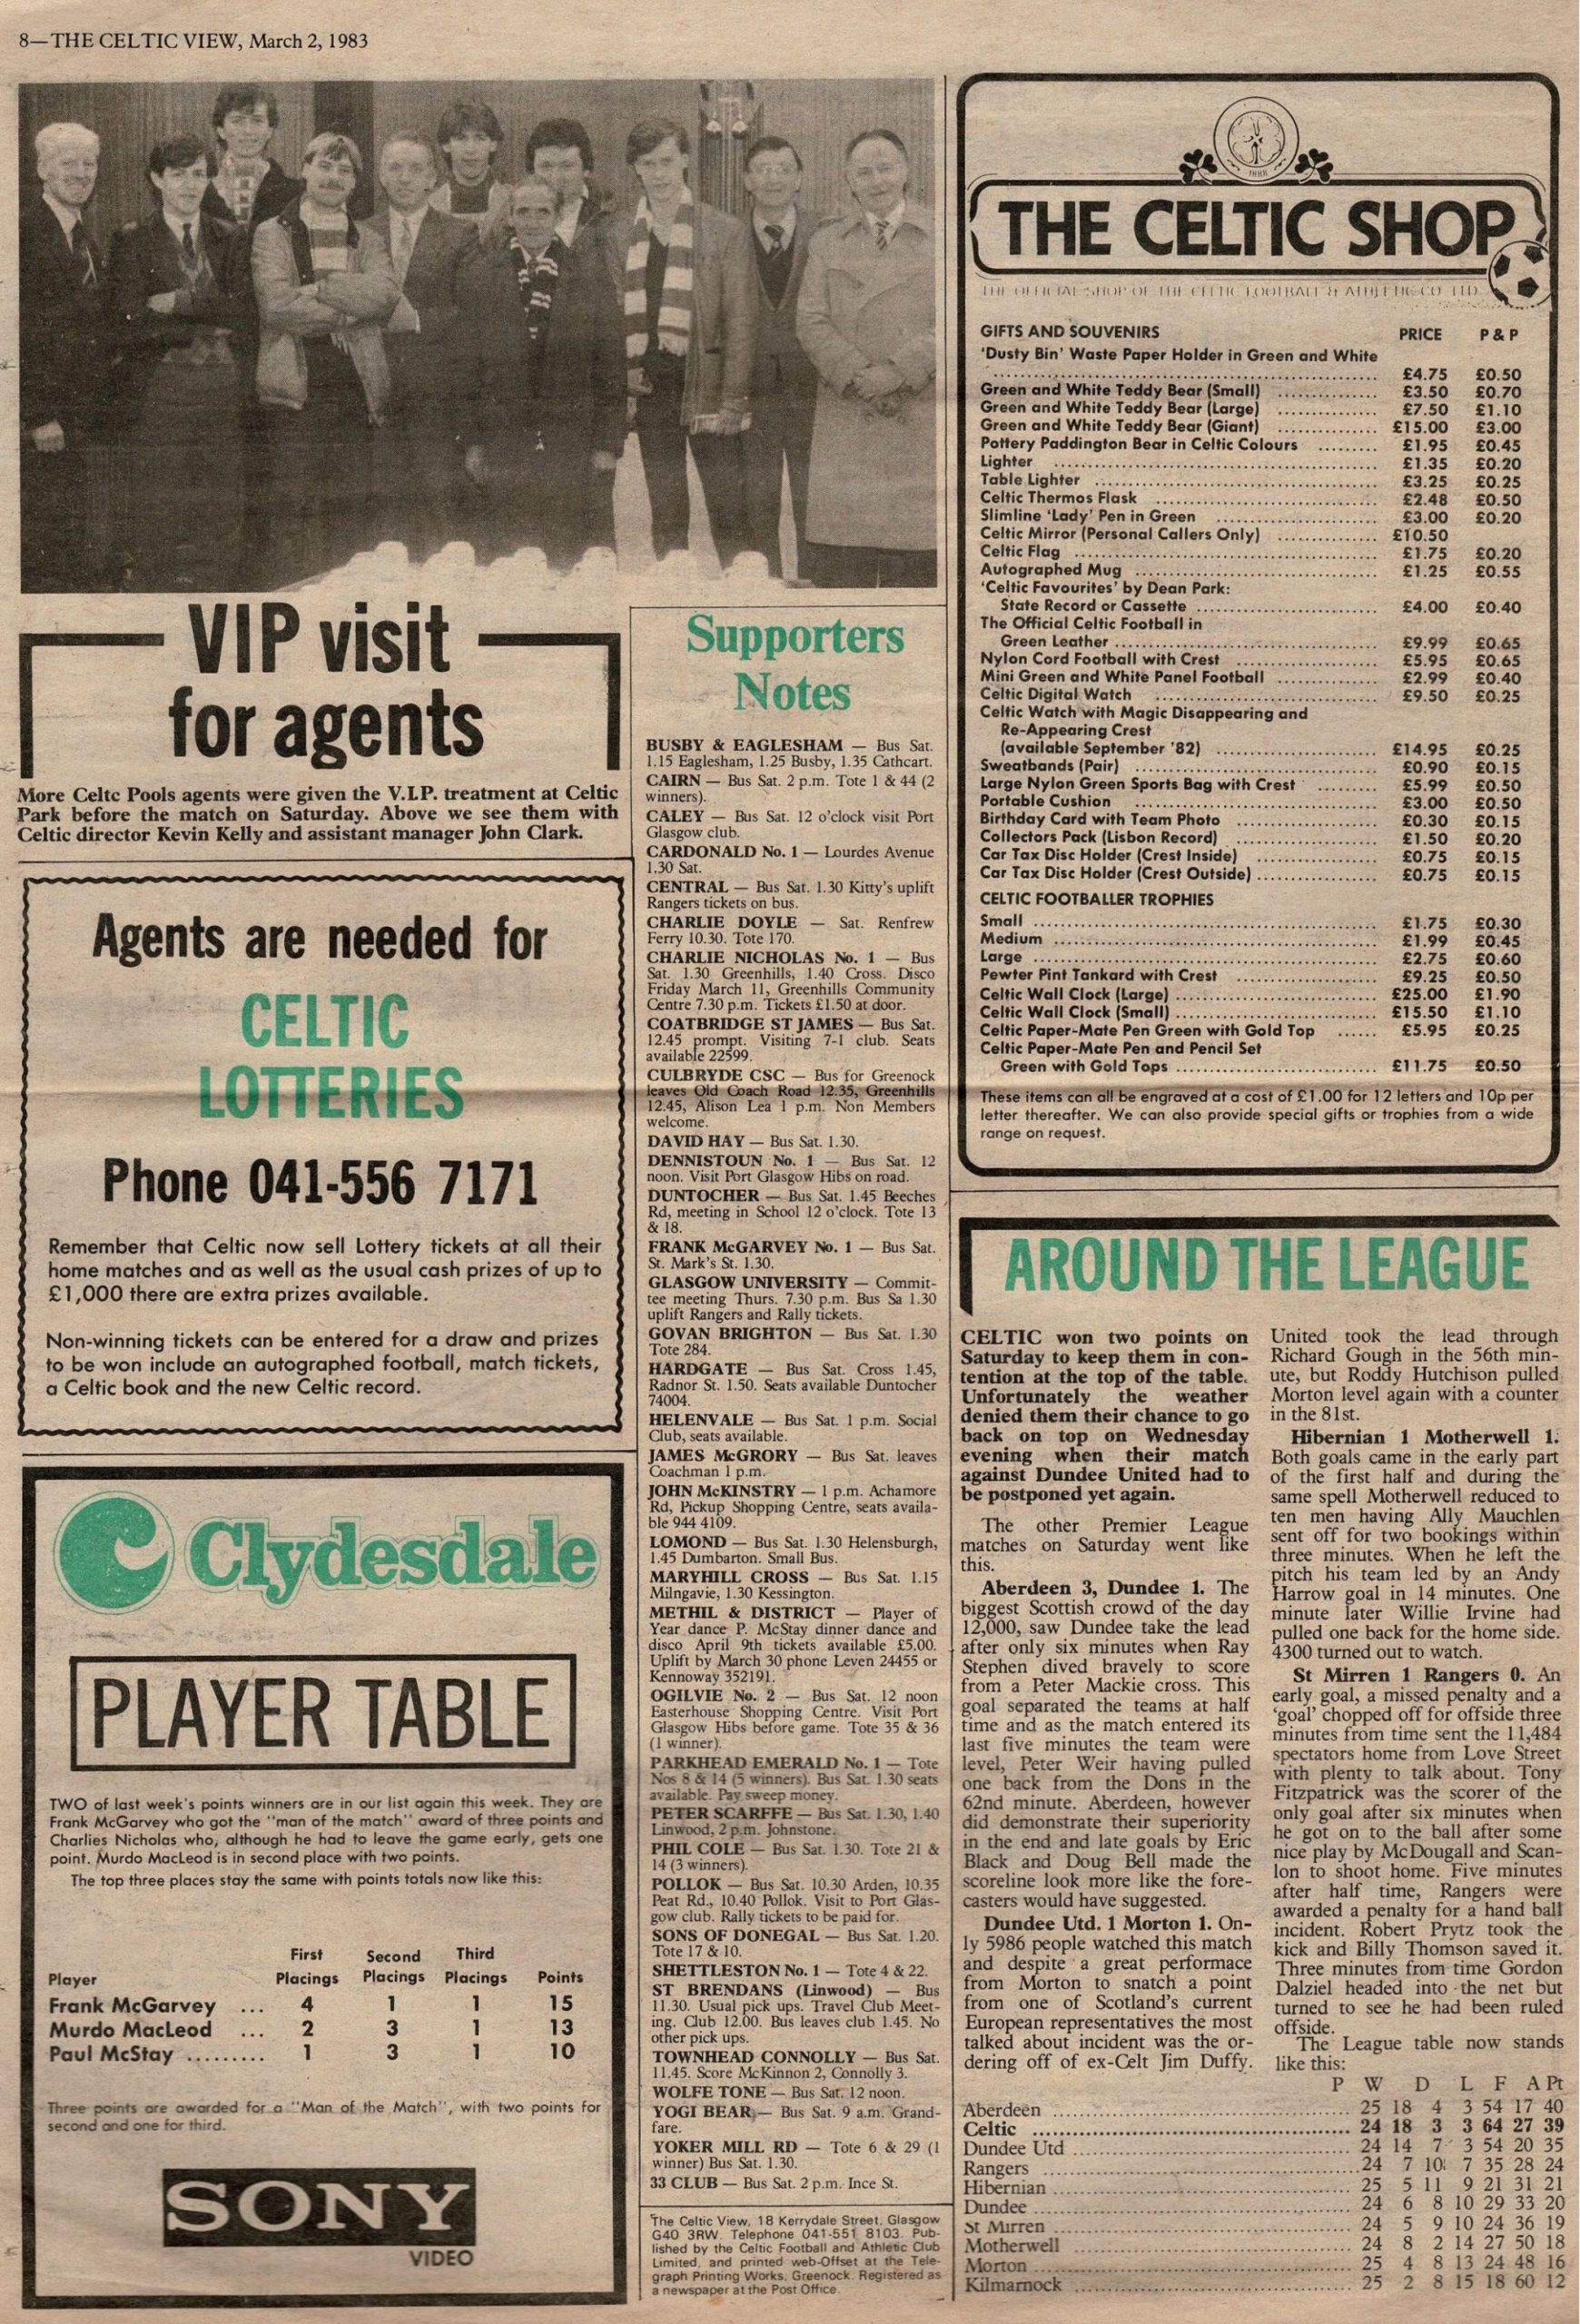 8—THE CELTIC VIEW, March 2, 1983
VIP visit
for agents
More Celtc Pools agents were given the V.I.P. treatment at Celtic
Park before the match on Saturday. Above we see them with
Celtic director Kevin Kelly and assistant manager John Clark.
Agents are needed for
CELTIC
LOTTERIES
Phone 041-556 7171
Remember that Celtic now sell Lottery tickets at all their
home matches and as well as the usual cash prizes of up to
£1,000 there are extra prizes available.
Non-winning tickets can be entered for a draw and prizes
to be won include an autographed football, match tickets,
a Celtic book and the new Celtic record.
Clydesdale
PLAYER TABLE
TWO of last week's points winners are in our list again this week. They are
Frank McGarvey who got the "man of the match" award of three points and
Charlies Nicholas who, although he had to leave the game early, gets one
point. Murdo MacLeod is in second place with two points.
The top three places stay the same with points totals now like this:
First Second Third
Player Placings Placings Placings Points
Frank McGarvey ... 4 1 1 15
Murdo MacLeod ... 2 3 1 13
Paul McStay ......... 1 3 1 10
Three points are awarded for a "Man of the Match", with two points for
second and one for third.
SONY
VIDEO
Supporters
Notes
BUSBY & EAGLESHAM — Bus Sat.
1.15 Eaglesham, 1.25 Busby, 1.35 Cathcart.
CAIRN — Bus Sat. 2 p.m. Tote 1 & 44 (2
winners).
CALEY — Bus Sat. 12 o'clock visit Port
Glasgow club.
CARDONALD No. 1 — Lourdes Avenue
1.30 Sat.
CENTRAL — Bus Sat. 1.30 Kitty's uplift
Rangers tickets on bus.
CHARLIE DOYLE — Sat. Renfrew
Ferry 10.30. Tote 170.
CHARLIE NICHOLAS No. 1 — Bus
Sat. 1.30 Greenhills, 1.40 Cross. Disco
Friday March 11, Greenhills Community
Centre 7.30 p.m. Tickets £1.50 at door.
COATBRIDGE ST JAMES — Bus Sat.
12.45 prompt. Visiting 7-1 club. Seats
available 22599.
CULBRYDE CSC — Bus for Greenock
leaves Old Coach Road 12.35, Greenhills
12.45, Alison Lea 1 p.m. Non Members
welcome.
DAVID HAY — Bus Sat. 1.30.
DENNISTOUN No. 1 — Bus Sat. 12
noon. Visit Port Glasgow Hibs on road.
DUNTOCHER — Bus Sat. 1.45 Beeches
Rd, meeting in School 12 o'clock. Tote 13
& 18.
FRANK McGARVEY No. 1 — Bus Sat.
St. Mark's St. 1.30.
GLASGOW UNIVERSITY — Commit-
tee meeting Thurs. 7.30 p.m. Bus Sa 1.30
uplift Rangers and Rally tickets.
GOVAN BRIGHTON — Bus Sat. 1.30
Tote 284.
HARDGATE — Bus Sat. Cross 1.45,
Radnor St. 1.50. Seats available Duntocher
74004.
HELENVALE — Bus Sat. 1 p.m. Social
Club, seats available.
JAMES McGRORY — Bus Sat. leaves
Coachman 1 p.m.
JOHN McKINSTRY — 1 p.m. Achamore
Rd, Pickup Shopping Centre, seats availa-
ble 944 4109.
LOMOND — Bus Sat. 1.30 Helensburgh,
1.45 Dumbarton. Small Bus.
MARYHILL CROSS — Bus Sat. 1.15
Milngavie, 1.30 Kessington.
METHIL & DISTRICT — Player of
Year dance P. McStay dinner dance and
disco April 9th tickets available £5.00.
Uplift by March 30 phone Leven 24455 or
Kennoway 352191.
OGILVIE No. 2 — Bus Sat. 12 noon
Easterhouse Shopping Centre. Visit Port
Glasgow Hibs before game. Tote 35 & 36
(1 winner).
PARKHEAD EMERALD No. 1 — Tote
Nos 8 & 14 (5 winners). Bus Sat. 1.30 seats
available. Pay sweep money.
PETER SCARFFE — Bus Sat. 1.30, 1.40
Linwood, 2 p.m. Johnstone.
PHIL COLE — Bus Sat. 1.30. Tote 21 &
14 (3 winners).
POLLOK — Bus Sat. 10.30 Arden, 10.35
Peat Rd., 10.40 Pollok. Visit to Port Glas-
gow club. Rally tickets to be paid for.
SONS OF DONEGAL — Bus Sat. 1.20.
Tote 17 & 10.
SHETTLESTON No. 1 — Tote 4 & 22.
ST BRENDANS (Linwood) — Bus
11.30. Usual pick ups. Travel Club Meet-
ing. Club 12.00. Bus leaves club 1.45. No
other pick ups.
TOWNHEAD CONNOLLY — Bus Sat.
11.45. Score McKinnon 2, Connolly 3.
WOLFE TONE — Bus Sat. 12 noon.
YOGI BEAR — Bus Sat. 9 a.m. Grand-
fare.
YOKER MILL RD — Tote 6 & 29 (1
winner) Bus Sat. 1.30.
33 CLUB — Bus Sat. 2 p.m. Ince St.
The Celtic View, 18 Kerrydale Street, Glasgow
G40 3RW. Telephone 041-551 8103. Pub-
lished by the Celtic Football and Athletic Club
Limited, and printed web-Offset at the Tele-
graph Printing Works, Greenock. Registered as
a newspaper at the Post Office.
1888
THE CELTIC SHOP
THE OFFICIAL SHOP OF THE CELTIC FOOTBALL & ATHLETIC CO. LTD.
GIFTS AND SOUVENIRS PRICE P & P
'Dusty Bin' Waste Paper Holder in Green and White
.......... £4.75 £0.50
Green and White Teddy Bear (Small) .......... £3.50 £0.70
Green and White Teddy Bear (Large) .......... £7.50 £1.10
Green and White Teddy Bear (Giant) .......... £15.00 £3.00
Pottery Paddington Bear in Celtic Colours .......... £1.95 £0.45
Lighter .......... £1.35 £0.20
Table Lighter .......... £3.25 £0.25
Celtic Thermos Flask .......... £2.48 £0.50
Slimline 'Lady' Pen in Green .......... £3.00 £0.20
Celtic Mirror (Personal Callers Only) .......... £10.50
Celtic Flag .......... £1.75 £0.20
Autographed Mug .......... £1.25 £0.55
'Celtic Favourites' by Dean Park:
State Record or Cassette .......... £4.00 £0.40
The Official Celtic Football in
Green Leather .......... £9.99 £0.65
Nylon Cord Football with Crest .......... £5.95 £0.65
Mini Green and White Panel Football .......... £2.99 £0.40
Celtic Digital Watch .......... £9.50 £0.25
Celtic Watch with Magic Disappearing and
Re-Appearing Crest
(available September '82) .......... £14.95 £0.25
Sweatbands (Pair) .......... £0.90 £0.15
Large Nylon Green Sports Bag with Crest .......... £5.99 £0.50
Portable Cushion .......... £3.00 £0.50
Birthday Card with Team Photo .......... £0.30 £0.15
Collectors Pack (Lisbon Record) .......... £1.50 £0.20
Car Tax Disc Holder (Crest Inside) .......... £0.75 £0.15
Car Tax Disc Holder (Crest Outside) .......... £0.75 £0.15
CELTIC FOOTBALLER TROPHIES
Small .......... £1.75 £0.30
Medium .......... £1.99 £0.45
Large .......... £2.75 £0.60
Pewter Pint Tankard with Crest .......... £9.25 £0.50
Celtic Wall Clock (Large) .......... £25.00 £1.90
Celtic Wall Clock (Small) .......... £15.50 £1.10
Celtic Paper-Mate Pen Green with Gold Top ...... £5.95 £0.25
Celtic Paper-Mate Pen and Pencil Set
Green with Gold Tops .......... £11.75 £0.50
These items can all be engraved at a cost of £1.00 for 12 letters and 10p per
letter thereafter. We can also provide special gifts or trophies from a wide
range on request.
AROUND THE LEAGUE
CELTIC won two points on
Saturday to keep them in con-
tention at the top of the table.
Unfortunately the weather
denied them their chance to go
back on top on Wednesday
evening when their match
against Dundee United had to
be postponed yet again.
The other Premier League
matches on Saturday went like
this.
Aberdeen 3, Dundee 1. The
biggest Scottish crowd of the day
12,000, saw Dundee take the lead
after only six minutes when Ray
Stephen dived bravely to score
from a Peter Mackie cross. This
goal separated the teams at half
time and as the match entered its
last five minutes the team were
level, Peter Weir having pulled
one back from the Dons in the
62nd minute. Aberdeen, however
did demonstrate their superiority
in the end and late goals by Eric
Black and Doug Bell made the
scoreline look more like the fore-
casters would have suggested.
Dundee Utd. 1 Morton 1. On-
ly 5986 people watched this match
and despite a great performace
from Morton to snatch a point
from one of Scotland's current
European representatives the most
talked about incident was the or-
dering off of ex-Celt Jim Duffy.
United took the lead through
Richard Gough in the 56th min-
ute, but Roddy Hutchison pulled
Morton level again with a counter
in the 81st.
Hibernian 1 Motherwell 1.
Both goals came in the early part
of the first half and during the
same spell Motherwell reduced to
ten men having Ally Mauchlen
sent off for two bookings within
three minutes. When he left the
pitch his team led by an Andy
Harrow goal in 14 minutes. One
minute later Willie Irvine had
pulled one back for the home side.
4300 turned out to watch.
St Mirren 1 Rangers 0. An
early goal, a missed penalty and a
'goal' chopped off for offside three
minutes from time sent the 11,484
spectators home from Love Street
with plenty to talk about. Tony
Fitzpatrick was the scorer of the
only goal after six minutes when
he got on to the ball after some
nice play by McDougall and Scan-
lon to shoot home. Five minutes
after half time, Rangers were
awarded a penalty for a hand ball
incident. Robert Prytz took the
kick and Billy Thomson saved it.
Three minutes from time Gordon
Dalziel headed into the net but
turned to see he had been ruled
offside.
The League table now stands
like this:
P W D L F A Pt
Aberdeen .......... 25 18 4 3 54 17 40
Celtic .......... 24 18 3 3 64 27 39
Dundee Utd .......... 24 14 7 3 54 20 35
Rangers .......... 24 7 10 7 35 28 24
Hibernian .......... 25 5 11 9 21 31 21
Dundee .......... 24 6 8 10 29 33 20
St Mirren .......... 24 5 9 10 24 36 19
Motherwell .......... 24 8 2 14 27 50 18
Morton .......... 25 4 8 13 24 48 16
Kilmarnock .......... 25 2 8 15 18 60 12